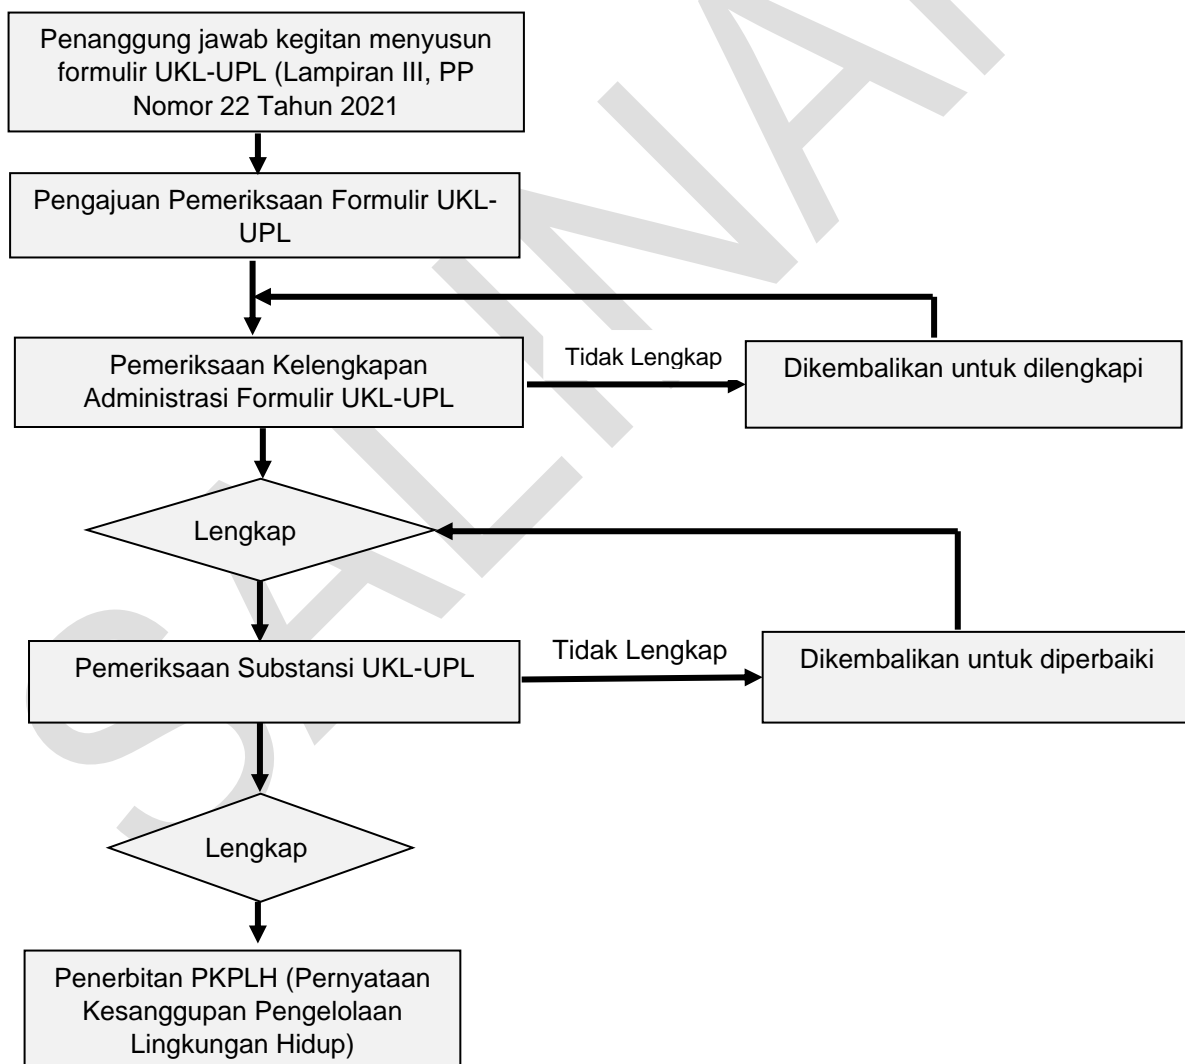 Penanggung jawab kegitan menyusun
formulir UKL-UPL (Lampiran III, PP
Nomor 22 Tahun 2021
Pengajuan Pemeriksaan Formulir UKL-
UPL
Pemeriksaan Kelengkapan
Administrasi Formulir UKL-UPL
Tidak Lengkap
Dikembalikan untuk dilengkapi
Lengkap
Pemeriksaan Substansi UKL-UPL
Tidak Lengkap
Dikembalikan untuk diperbaiki
Lengkap
Penerbitan PKPLH (Pernyataan
Kesanggupan Pengelolaan
Lingkungan Hidup)
SALINAN